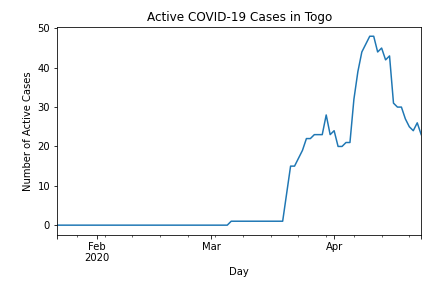 Active COVID-19 Cases in Togo
50
40
30
20
10
0
Number of Active Cases
Feb
2020
Mar
Apr
Day